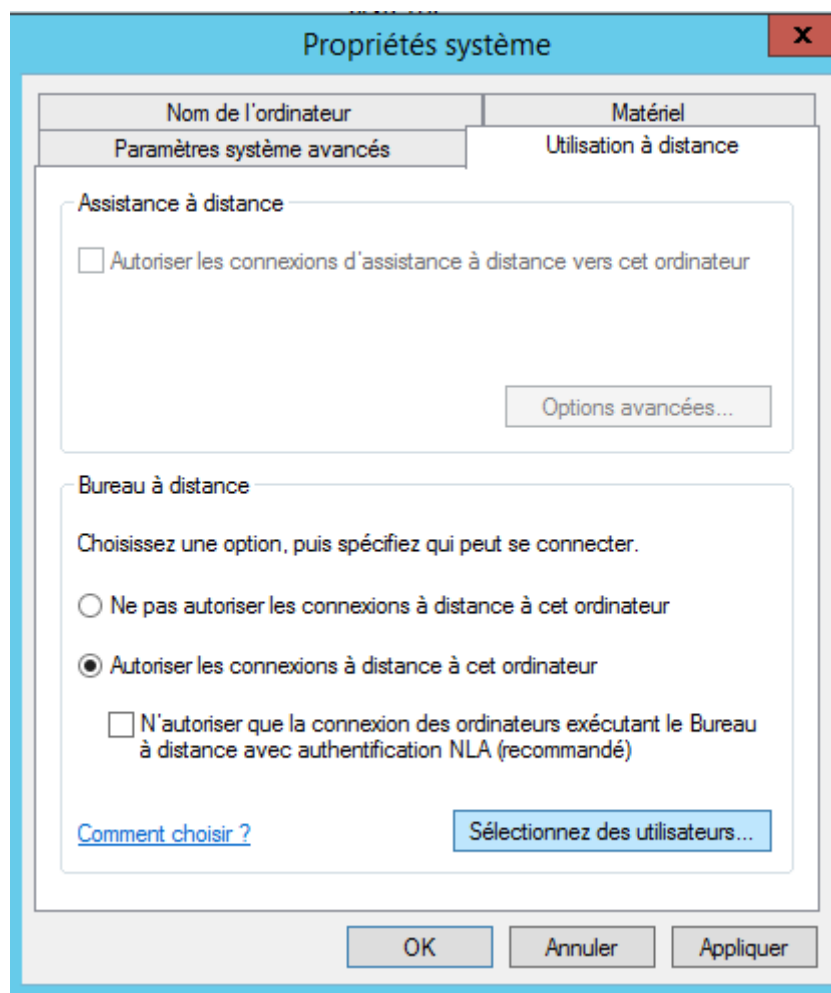 Propriétés système
x
Nom de l'ordinateur
Matériel
Paramètres système avancés
Utilisation à distance
Assistance à distance
Autoriser les connexions d'assistance à distance vers cet ordinateur
Options avancées...
Bureau à distance
Choisissez une option, puis spécifiez qui peut se connecter.
Ne pas autoriser les connexions à distance à cet ordinateur
Autoriser les connexions à distance à cet ordinateur
N'autoriser que la connexion des ordinateurs exécutant le Bureau
à distance avec authentification NLA (recommandé)
Comment choisir ?
Sélectionnez des utilisateurs...
OK
Annuler
Appliquer